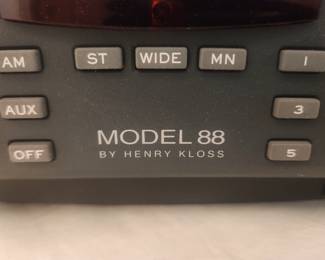 AM ST WIDE MN 1
AUX 3
MODEL 88
BY HENRY KLOSS
OFF 5